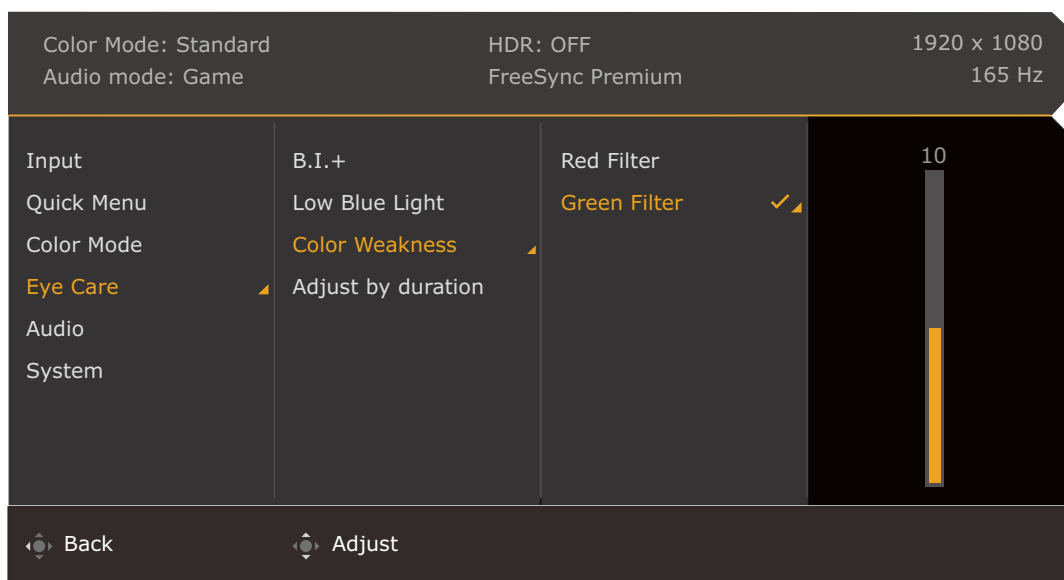 Color Mode: Standard
Audio mode: Game
HDR: OFF
FreeSync Premium
1920 x 1080
165 Hz
Input
Quick Menu
Color Mode
Eye Care
Audio
System
B.I.+
Low Blue Light
Color Weakness
Adjust by duration
Red Filter
Green Filter
10
Back
Adjust